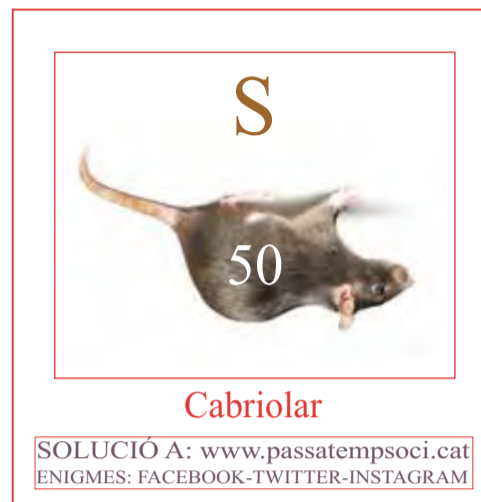 S
50
Cabriolar
SOLUCIÓ A: www.passatempsoci.cat
ENIGMES: FACEBOOK-TWITTER-INSTAGRAM